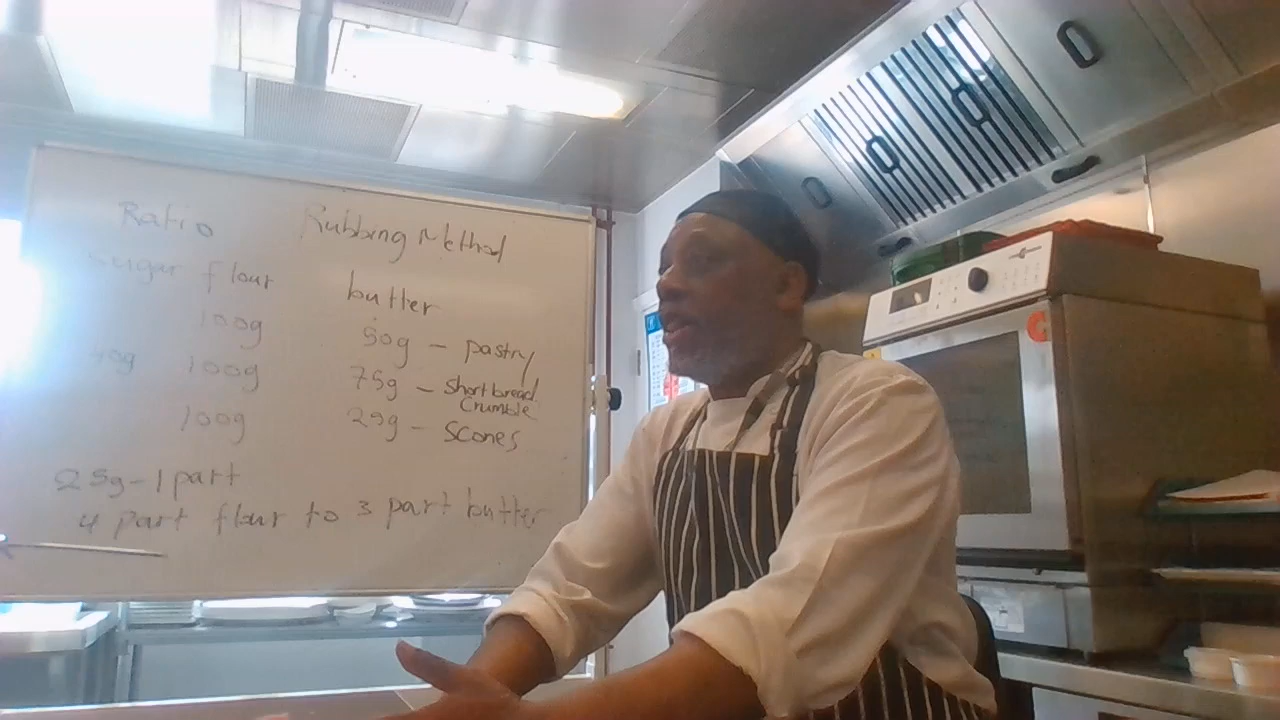 Ratio Rubbing Method
Sugar flour butter
100g 50g - pastry
40g 100g 75g - Shortbread
Crumble
100g 25g - Scones
25g - 1 part
4 part flour to 3 part butter